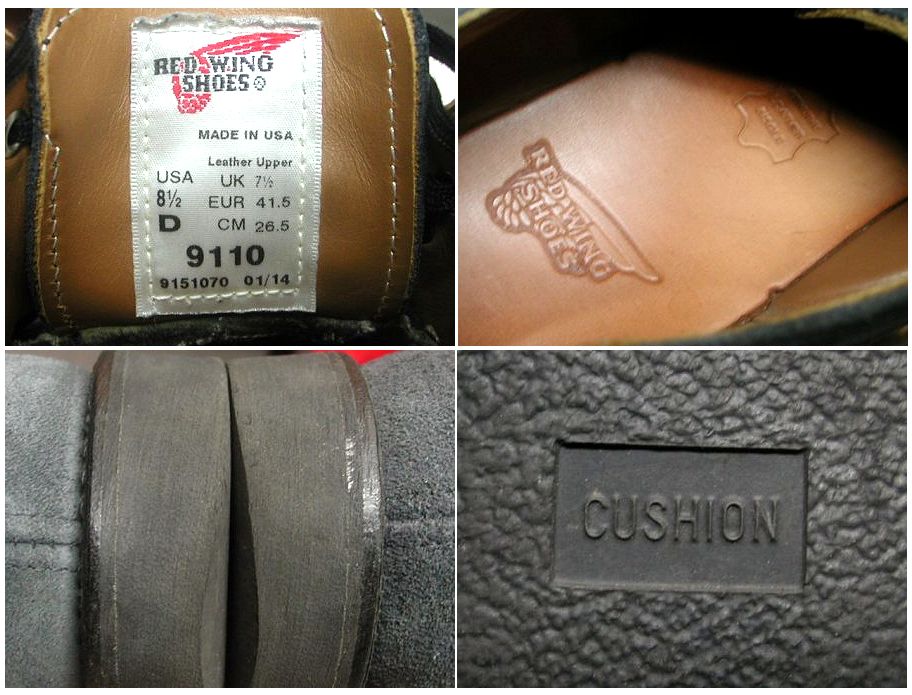 RED WING
SHOES®
MADE IN USA
Leather Upper
USA UK 7½
8½ EUR 41.5
D CM 26.5
9110
9151070 01/14
RED WING
SHOES
CUSHION